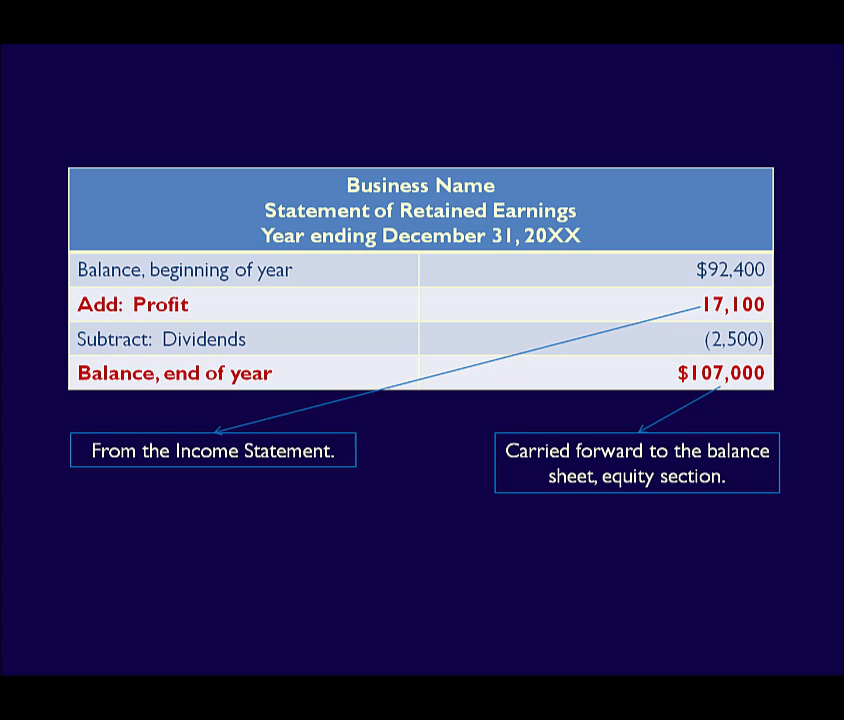 Business Name
Statement of Retained Earnings
Year ending December 31, 20XX
Balance, beginning of year $92,400
Add: Profit 17,100
Subtract: Dividends (2,500)
Balance, end of year $107,000
From the Income Statement.
Carried forward to the balance
sheet, equity section.